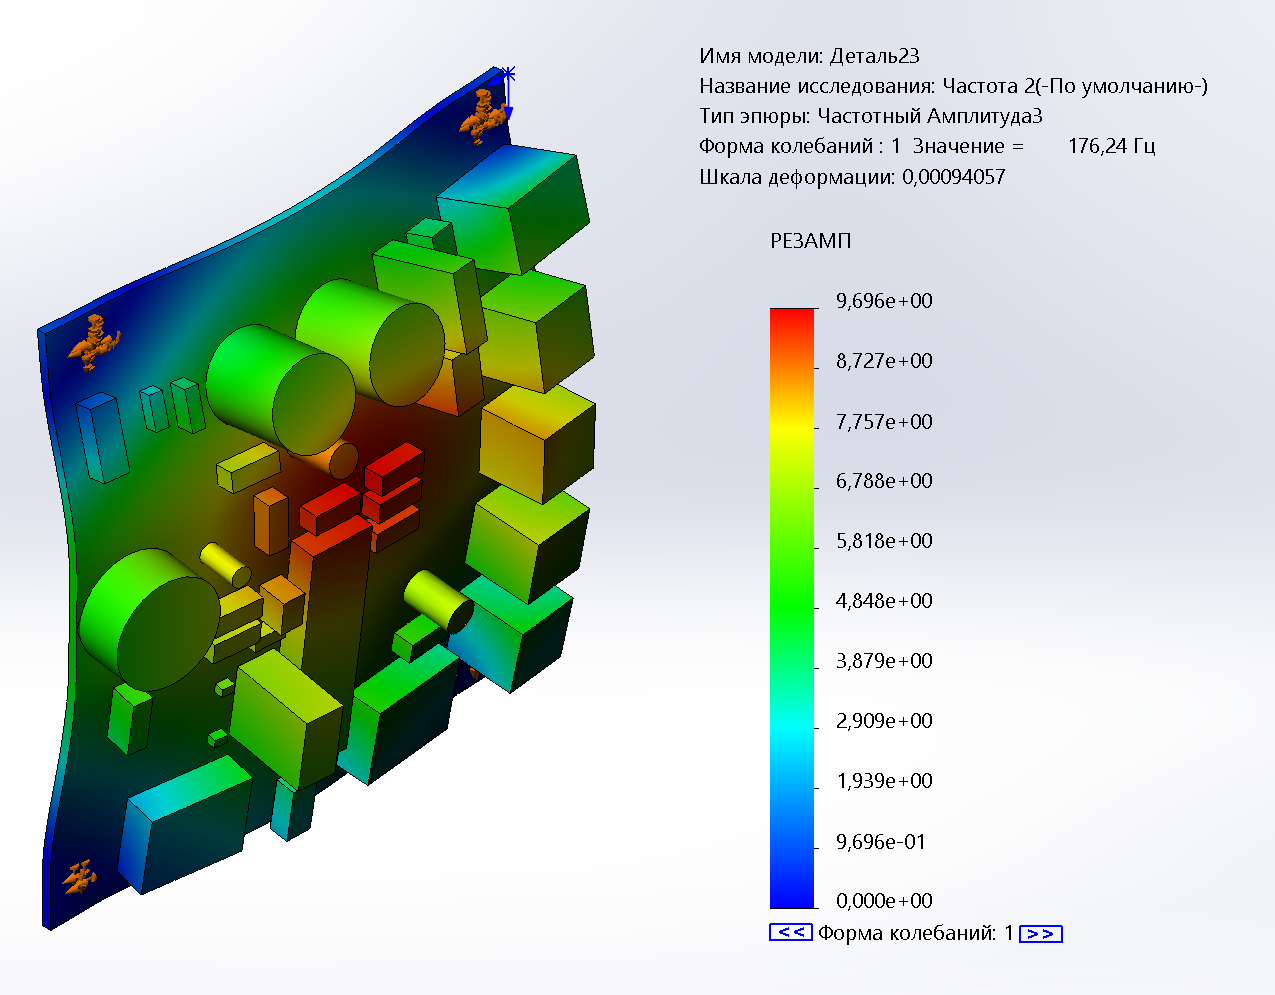 Имя модели: Деталь23
Название исследования: Частота 2(-По умолчанию-)
Тип эпюры: Частотный Амплитуда3
Форма колебаний : 1 Значение = 176,24 Гц
Шкала деформации: 0,00094057
РЕЗАМП
9,696e+00
8,727e+00
7,757e+00
6,788e+00
5,818e+00
4,848e+00
3,879e+00
2,909e+00
1,939e+00
9,696e-01
0,000e+00
<< Форма колебаний: 1 >>